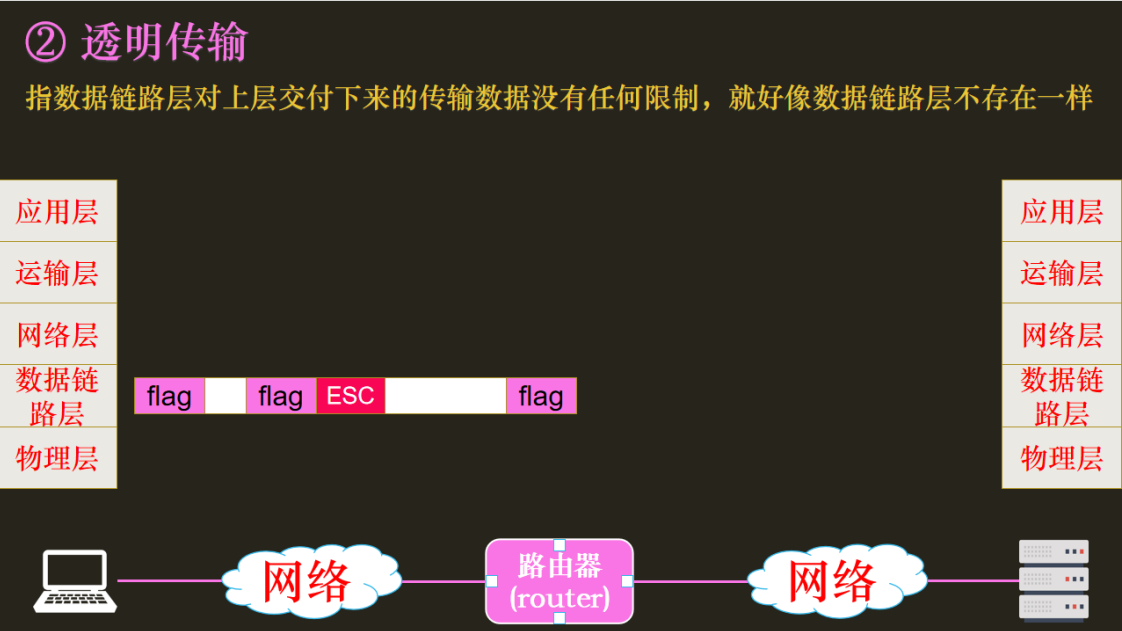 ② 透明传输
指数据链路层对上层交付下来的传输数据没有任何限制，就好像数据链路层不存在一样
应用层
运输层
网络层
数据链
路层
物理层
flag
flag
ESC
flag
应用层
运输层
网络层
数据链
路层
物理层
网络
路由器
(router)
网络